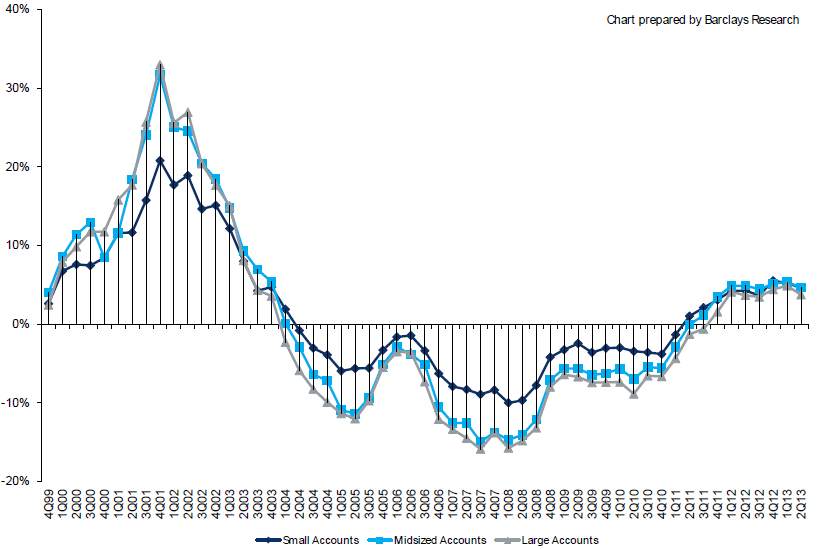 Chart prepared by Barclays Research
40%
30%
20%
10%
0%
-10%
-20%
4Q99
1Q00
2Q00
3Q00
4Q00
1Q01
2Q01
3Q01
4Q01
1Q02
2Q02
3Q02
4Q02
1Q03
2Q03
3Q03
4Q03
1Q04
2Q04
3Q04
4Q04
1Q05
2Q05
3Q05
4Q05
1Q06
2Q06
3Q06
4Q06
1Q07
2Q07
3Q07
4Q07
1Q08
2Q08
3Q08
4Q08
1Q09
2Q09
3Q09
4Q09
1Q10
2Q10
3Q10
4Q10
1Q11
2Q11
3Q11
4Q11
1Q12
2Q12
3Q12
4Q12
1Q13
2Q13
Small Accounts
Midsized Accounts
Large Accounts